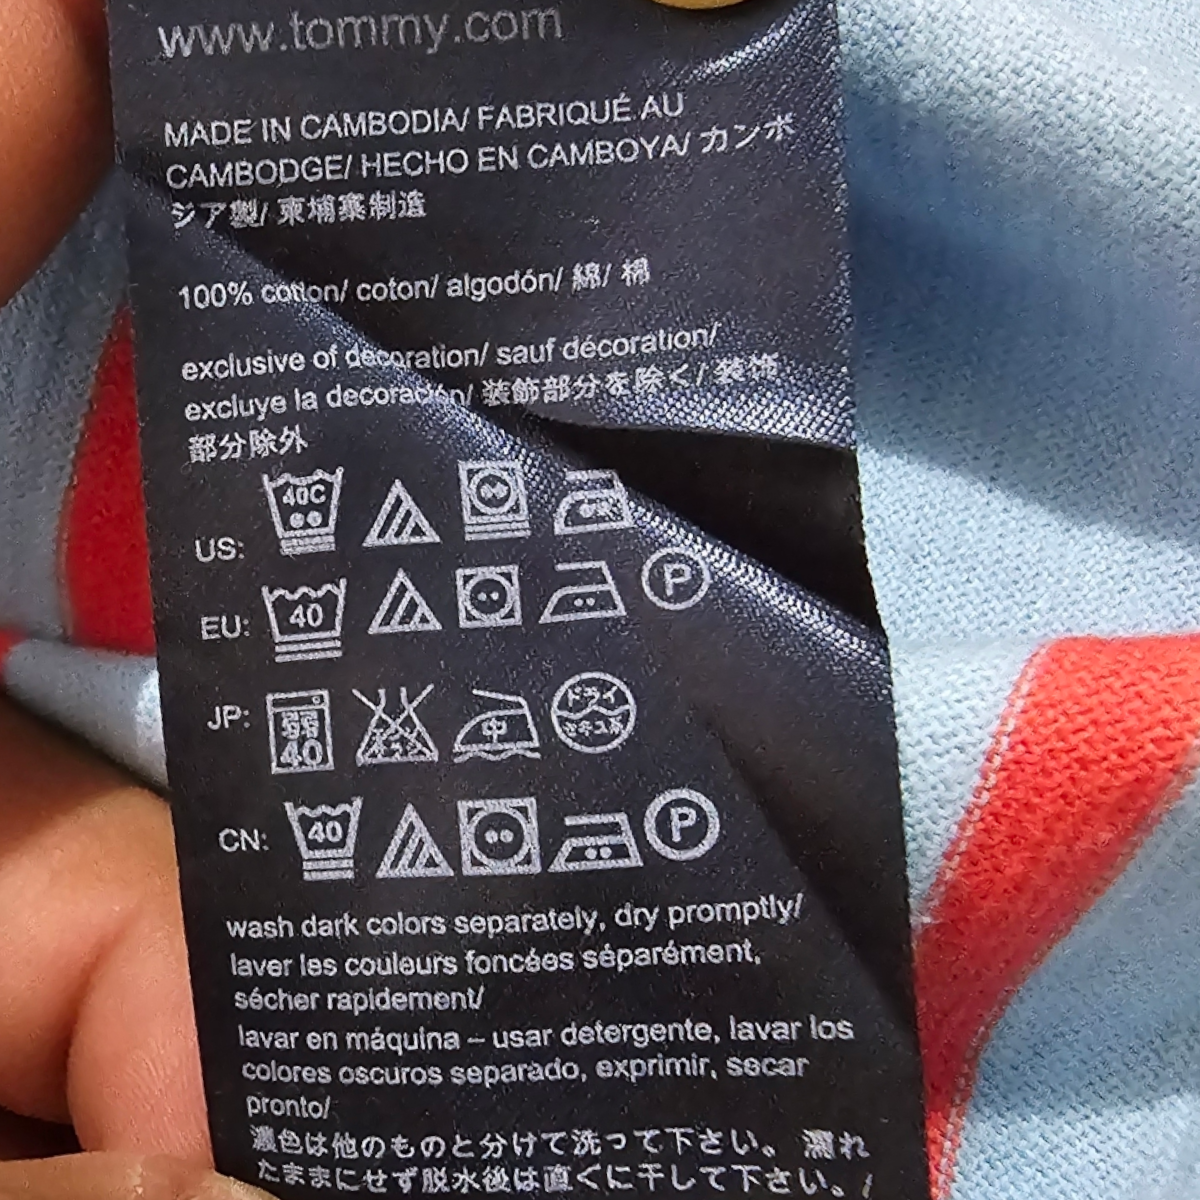 www.tommy.com
MADE IN CAMBODIA/ FABRIQUÉ AU
CAMBODGE/ HECHO EN CAMBOYA/ カンボ
ジア製/ 柬埔寨制造
100% cotton/ coton/ algodón/ 綿/ 棉
exclusive of decoration/ sauf décoration/
excluye la decoración/ 装飾部分を除く/ 装饰
部分除外
US: 40C
EU: 40 P
JP: 弱 40 中 ドライ
CN: 40 P
wash dark colors separately, dry promptly/
laver les couleurs foncées séparément,
sécher rapidement/
lavar en máquina – usar detergente, lavar los
colores oscuros separado, exprimir, secar
pronto/
濃色は他のものと分けて洗って下さい。 濡れ
たままにせず脱水後は直ぐに干して下さい。/